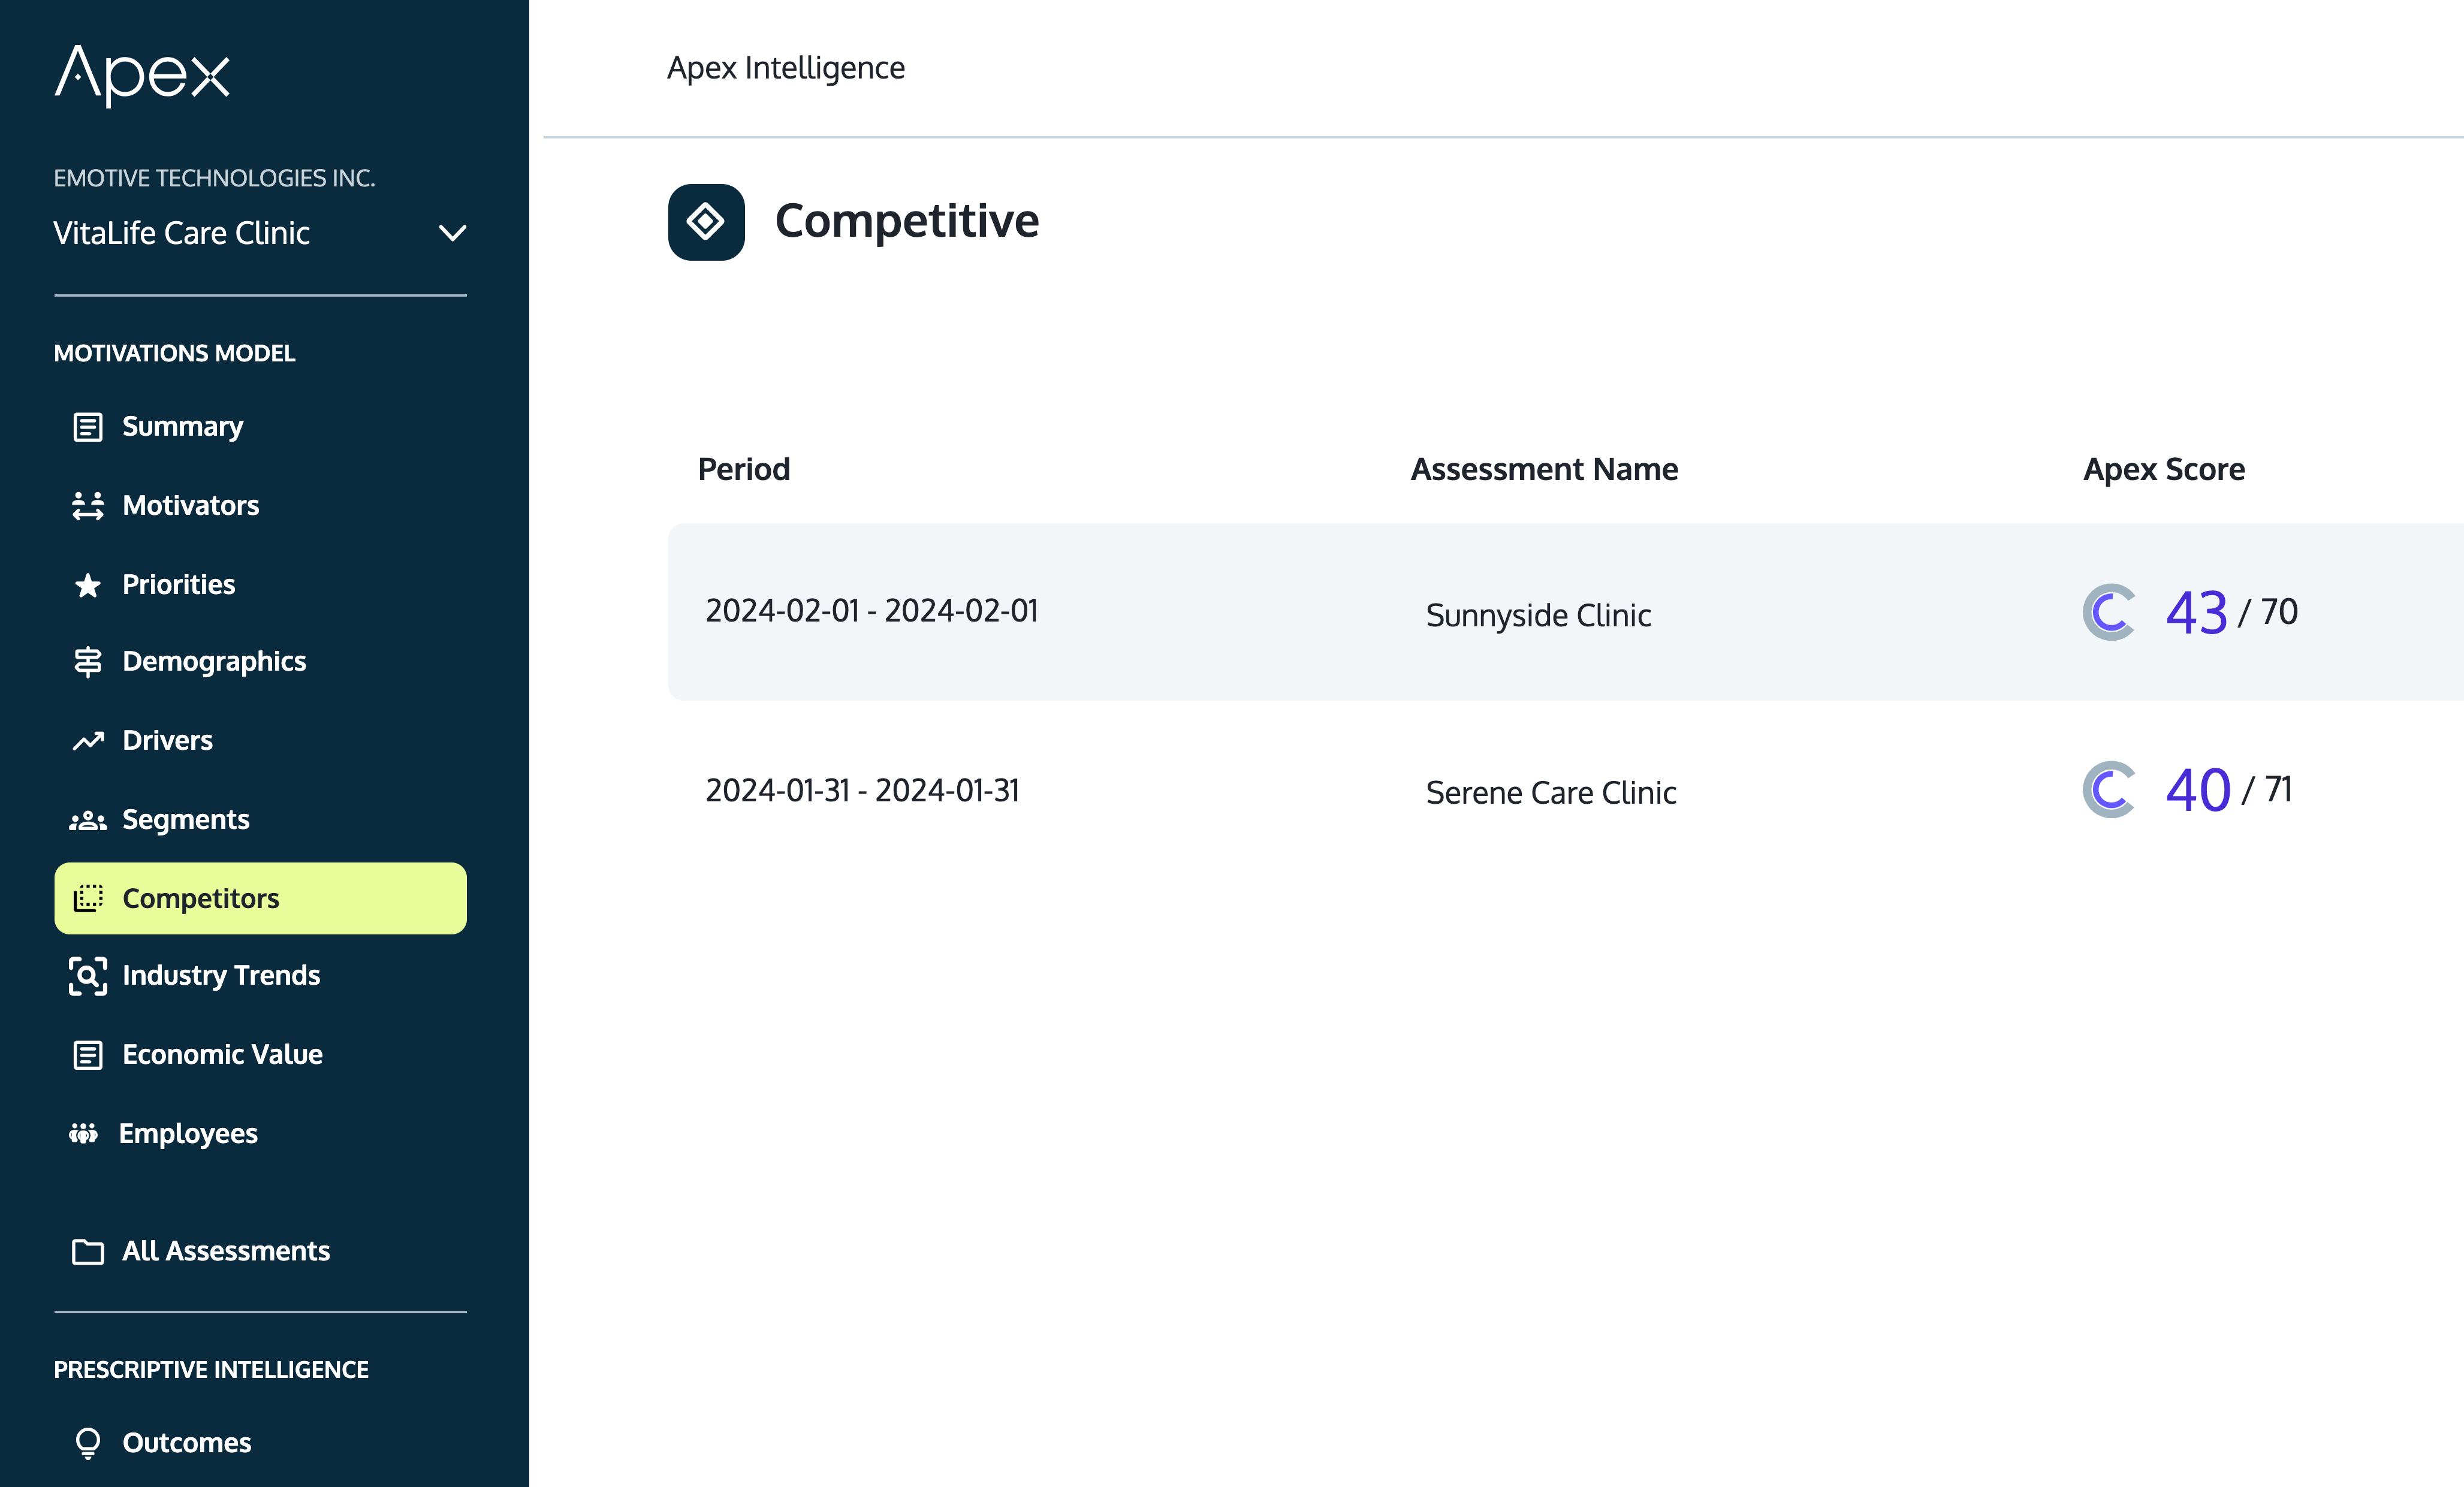 Apex
EMOTIVE TECHNOLOGIES INC.
VitaLife Care Clinic
MOTIVATIONS MODEL
Summary
Motivators
Priorities
Demographics
Drivers
Segments
Competitors
Industry Trends
Economic Value
Employees
All Assessments
PRESCRIPTIVE INTELLIGENCE
Outcomes
Apex Intelligence
Competitive
Period Assessment Name Apex Score
2024-02-01 - 2024-02-01 Sunnyside Clinic 43 / 70
2024-01-31 - 2024-01-31 Serene Care Clinic 40 / 71